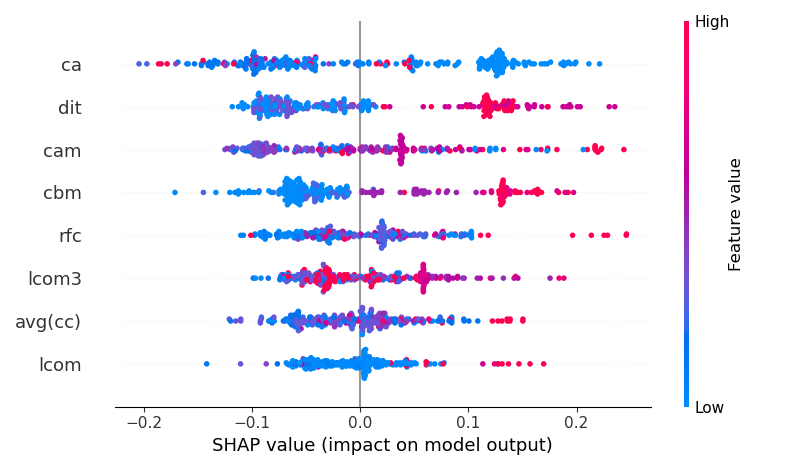 High
ca
dit
cam
cbm
rfc
lcom3
avg(cc)
lcom
Feature value
Low
−0.2 −0.1 0.0 0.1 0.2
SHAP value (impact on model output)